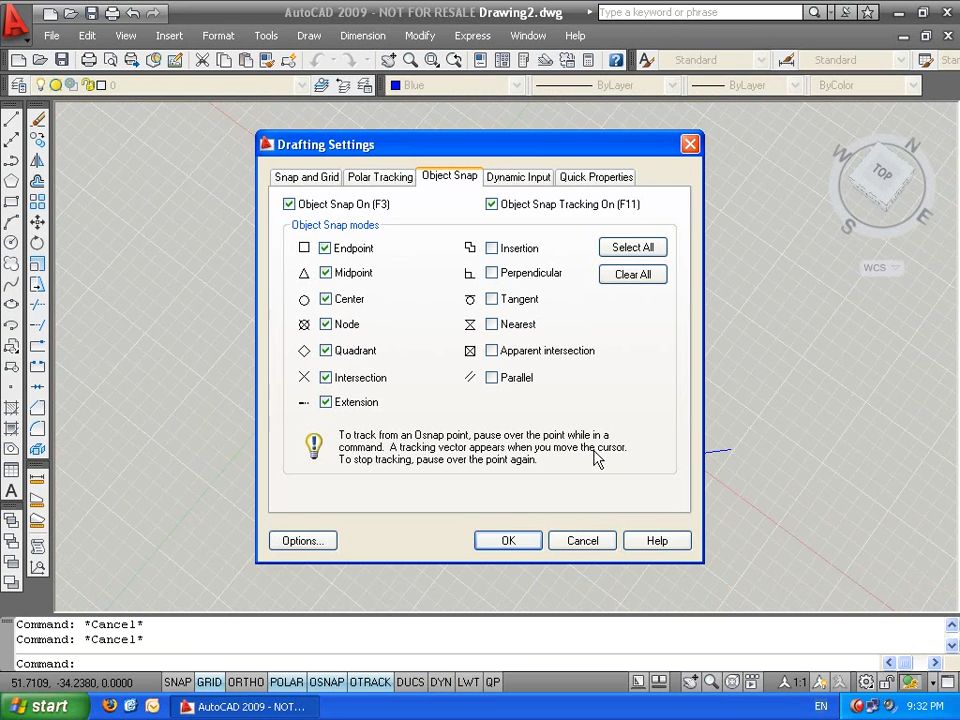 AutoCAD 2009 - NOT FOR RESALE Drawing2.dwg
Type a keyword or phrase
File Edit View Insert Format Tools Draw Dimension Modify Express Window Help
Standard Standard Star
0 Blue ByLayer ByLayer ByColor
TOP
N
E
S
WCS
Drafting Settings
Snap and Grid Polar Tracking Object Snap Dynamic Input Quick Properties
Object Snap On (F3) Object Snap Tracking On (F11)
Object Snap modes
Endpoint Insertion Select All
Midpoint Perpendicular Clear All
Center Tangent
Node Nearest
Quadrant Apparent intersection
Intersection Parallel
Extension
To track from an Osnap point, pause over the point while in a
command. A tracking vector appears when you move the cursor.
To stop tracking, pause over the point again.
Options... OK Cancel Help
A
Command: *Cancel*
Command: *Cancel*
Command:
51.7109, -34.2380, 0.0000 SNAP GRID ORTHO POLAR OSNAP OTRACK DUCS DYN LWT QP 1:1
start AutoCAD 2009 - NOT... EN 9:32 PM